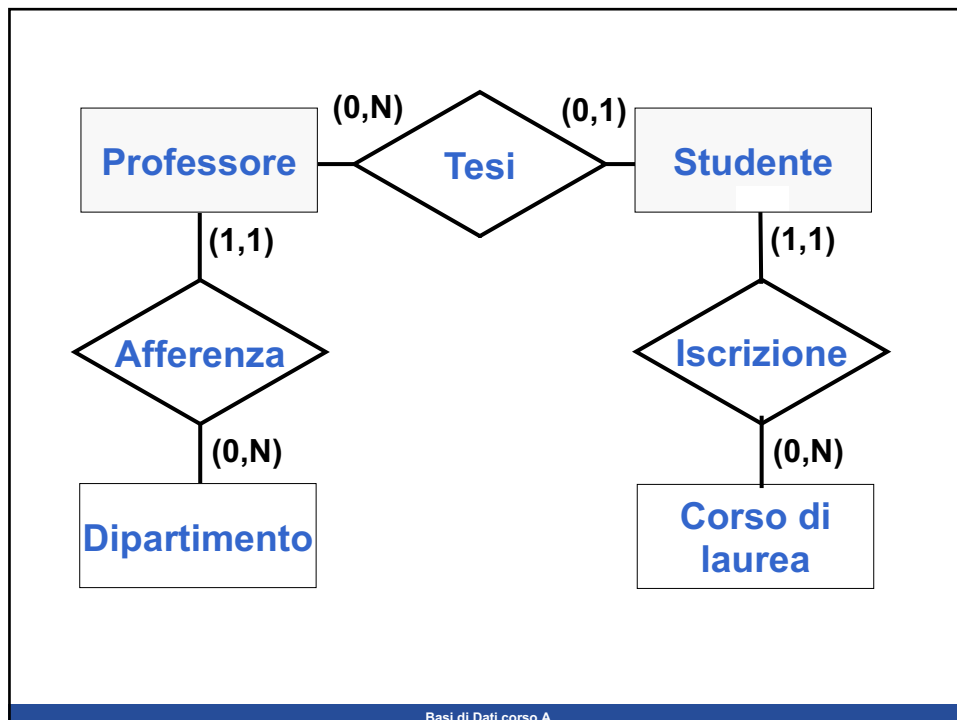 (0,N)
(0,1)
Professore
Tesi
Studente
(1,1)
(1,1)
Afferenza
Iscrizione
(0,N)
(0,N)
Dipartimento
Corso di
laurea
Basi di Dati corso A